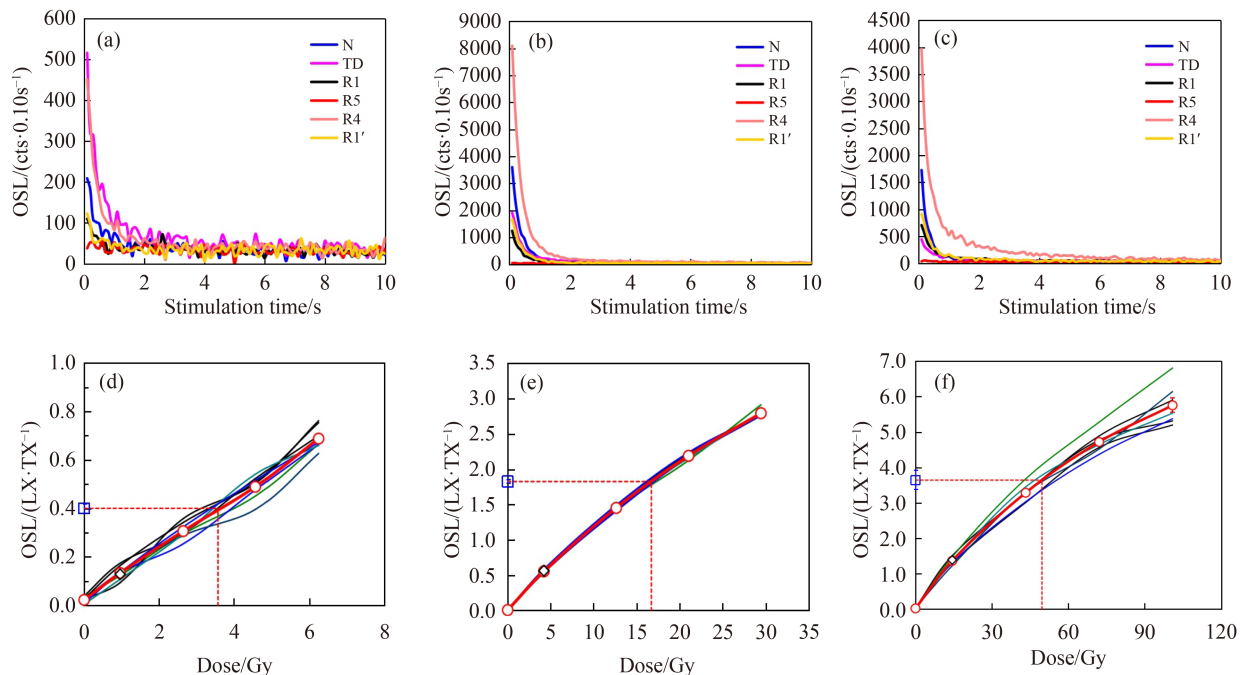 (a)
600
500
400
300
200
100
0
OSL/(cts·0.10s⁻¹)
0 2 4 6 8 10
Stimulation time/s
N
TD
R1
R5
R4
R1′
(b)
9000
8000
7000
6000
5000
4000
3000
2000
1000
0
OSL/(cts·0.10s⁻¹)
0 2 4 6 8 10
Stimulation time/s
N
TD
R1
R5
R4
R1′
(c)
4500
4000
3500
3000
2500
2000
1500
1000
500
0
OSL/(cts·0.10s⁻¹)
0 2 4 6 8 10
Stimulation time/s
N
TD
R1
R5
R4
R1′
(d)
1.0
0.8
0.6
0.4
0.2
0.0
OSL/(LX·TX⁻¹)
0 2 4 6 8
Dose/Gy
(e)
3.5
3.0
2.5
2.0
1.5
1.0
0.5
0.0
OSL/(LX·TX⁻¹)
0 5 10 15 20 25 30 35
Dose/Gy
(f)
7.0
6.0
5.0
4.0
3.0
2.0
1.0
0.0
OSL/(LX·TX⁻¹)
0 30 60 90 120
Dose/Gy